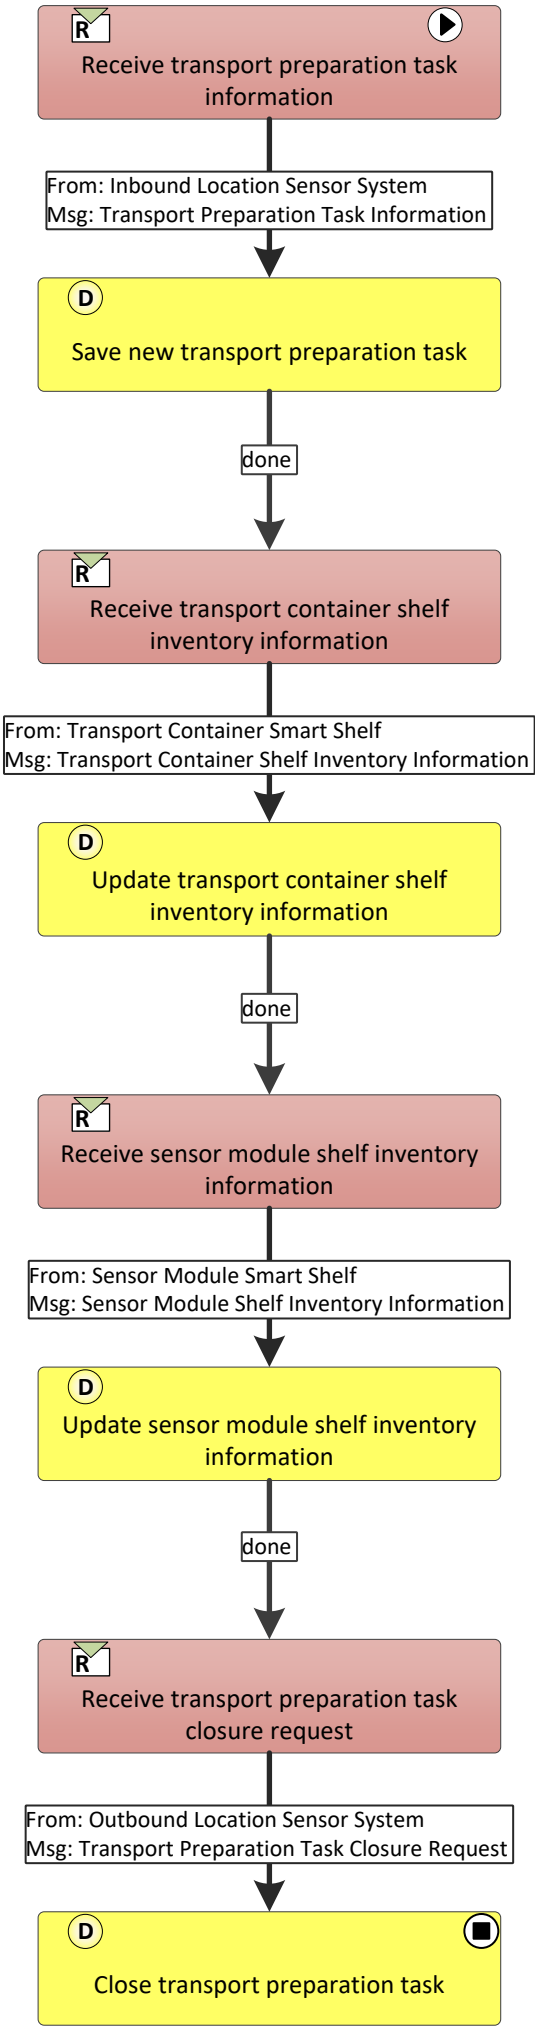 R
Receive transport preparation task
information
From: Inbound Location Sensor System
Msg: Transport Preparation Task Information
D
Save new transport preparation task
done
R
Receive transport container shelf
inventory information
From: Transport Container Smart Shelf
Msg: Transport Container Shelf Inventory Information
D
Update transport container shelf
inventory information
done
R
Receive sensor module shelf inventory
information
From: Sensor Module Smart Shelf
Msg: Sensor Module Shelf Inventory Information
D
Update sensor module shelf inventory
information
done
R
Receive transport preparation task
closure request
From: Outbound Location Sensor System
Msg: Transport Preparation Task Closure Request
D
Close transport preparation task